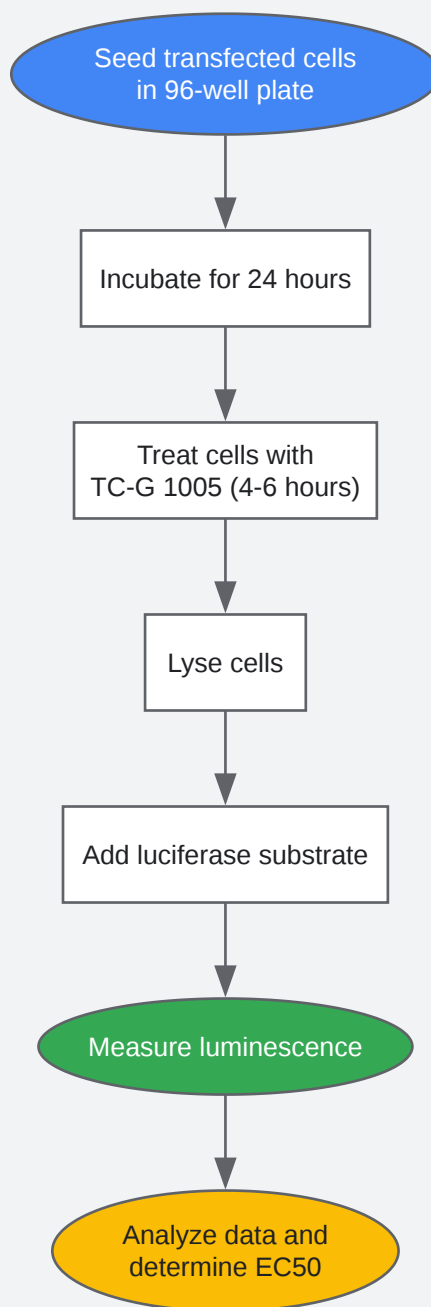 Seed transfected cells
in 96-well plate
Incubate for 24 hours
Treat cells with
TC-G 1005 (4-6 hours)
Lyse cells
Add luciferase substrate
Measure luminescence
Analyze data and
determine EC50